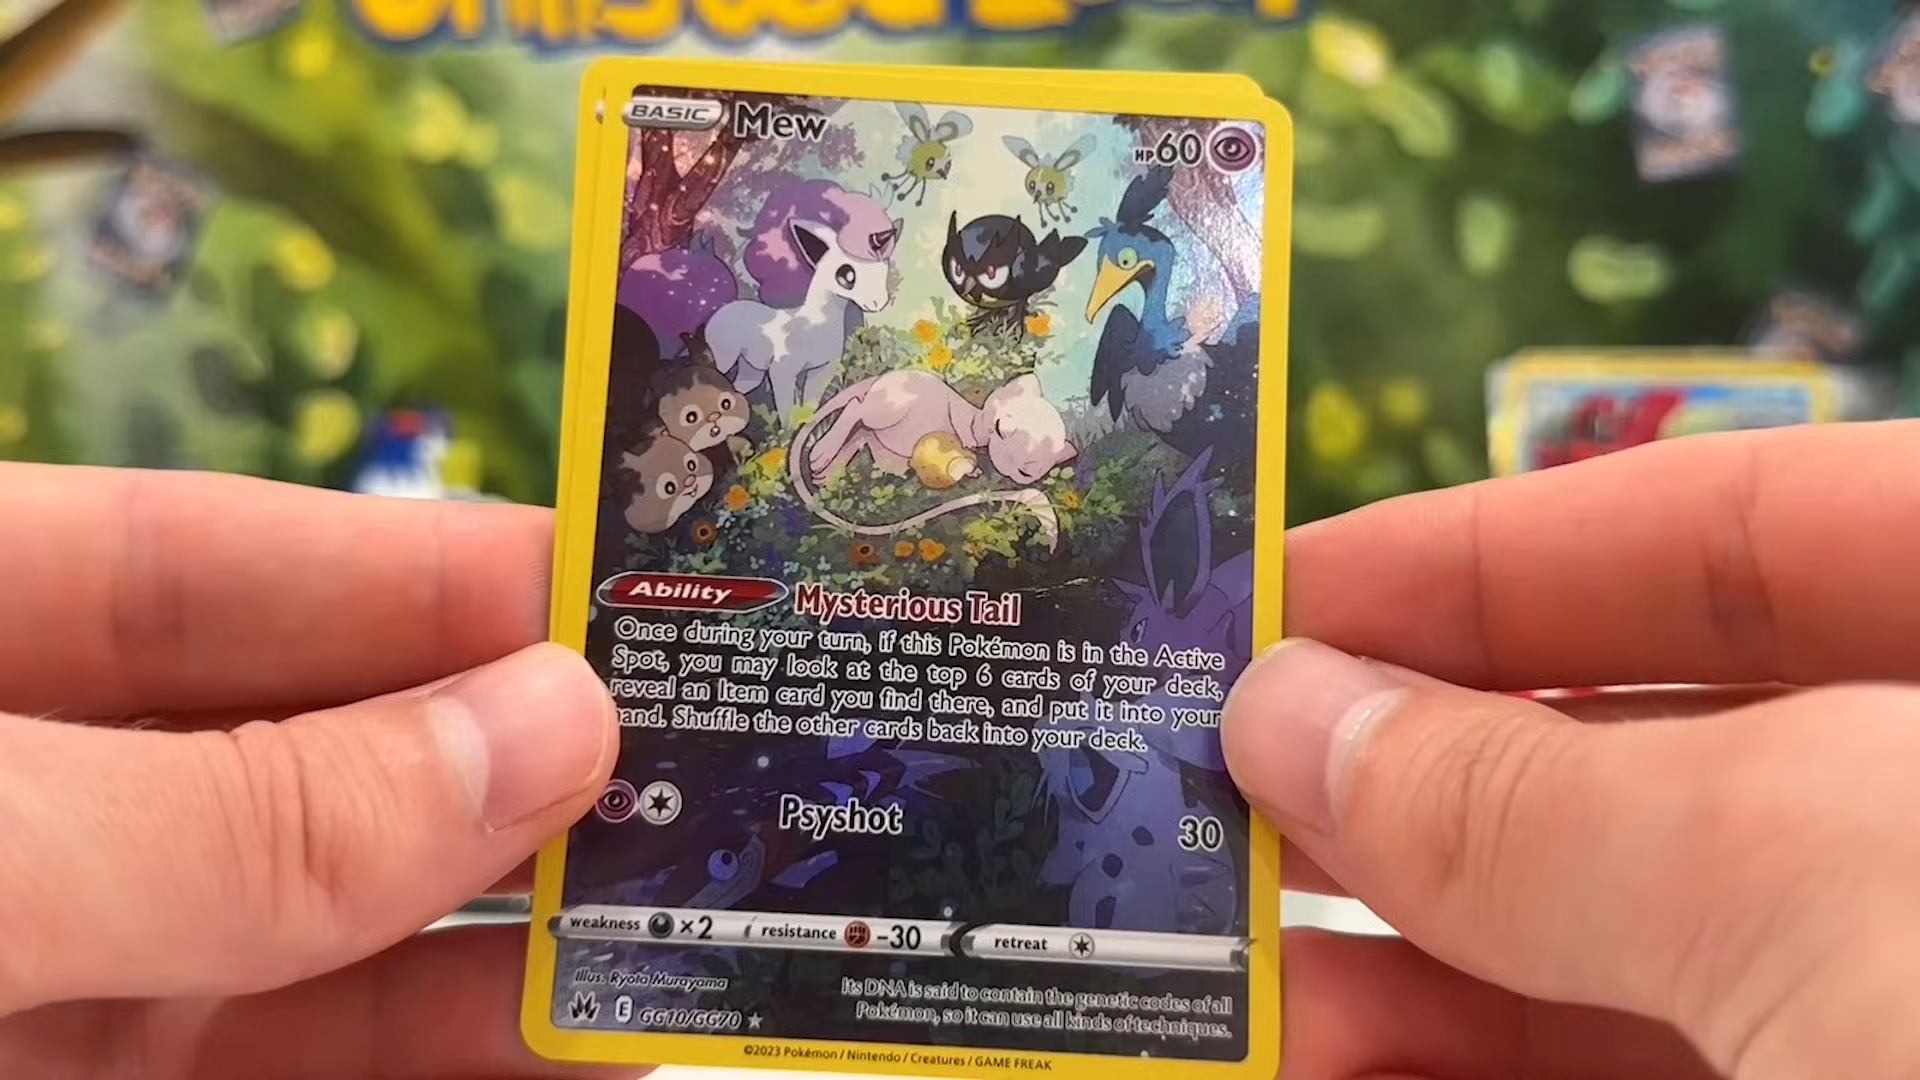 BASIC Mew HP60
Ability Mysterious Tail
Once during your turn, if this Pokémon is in the Active
Spot, you may look at the top 6 cards of your deck,
reveal an Item card you find there, and put it into your
hand. Shuffle the other cards back into your deck.
Psyshot 30
weakness ×2 resistance -30 retreat
Illus. Ryota Murayama
E GG10/GG70 ★
Its DNA is said to contain the genetic codes of all
Pokémon, so it can use all kinds of techniques.
©2023 Pokémon / Nintendo / Creatures / GAME FREAK